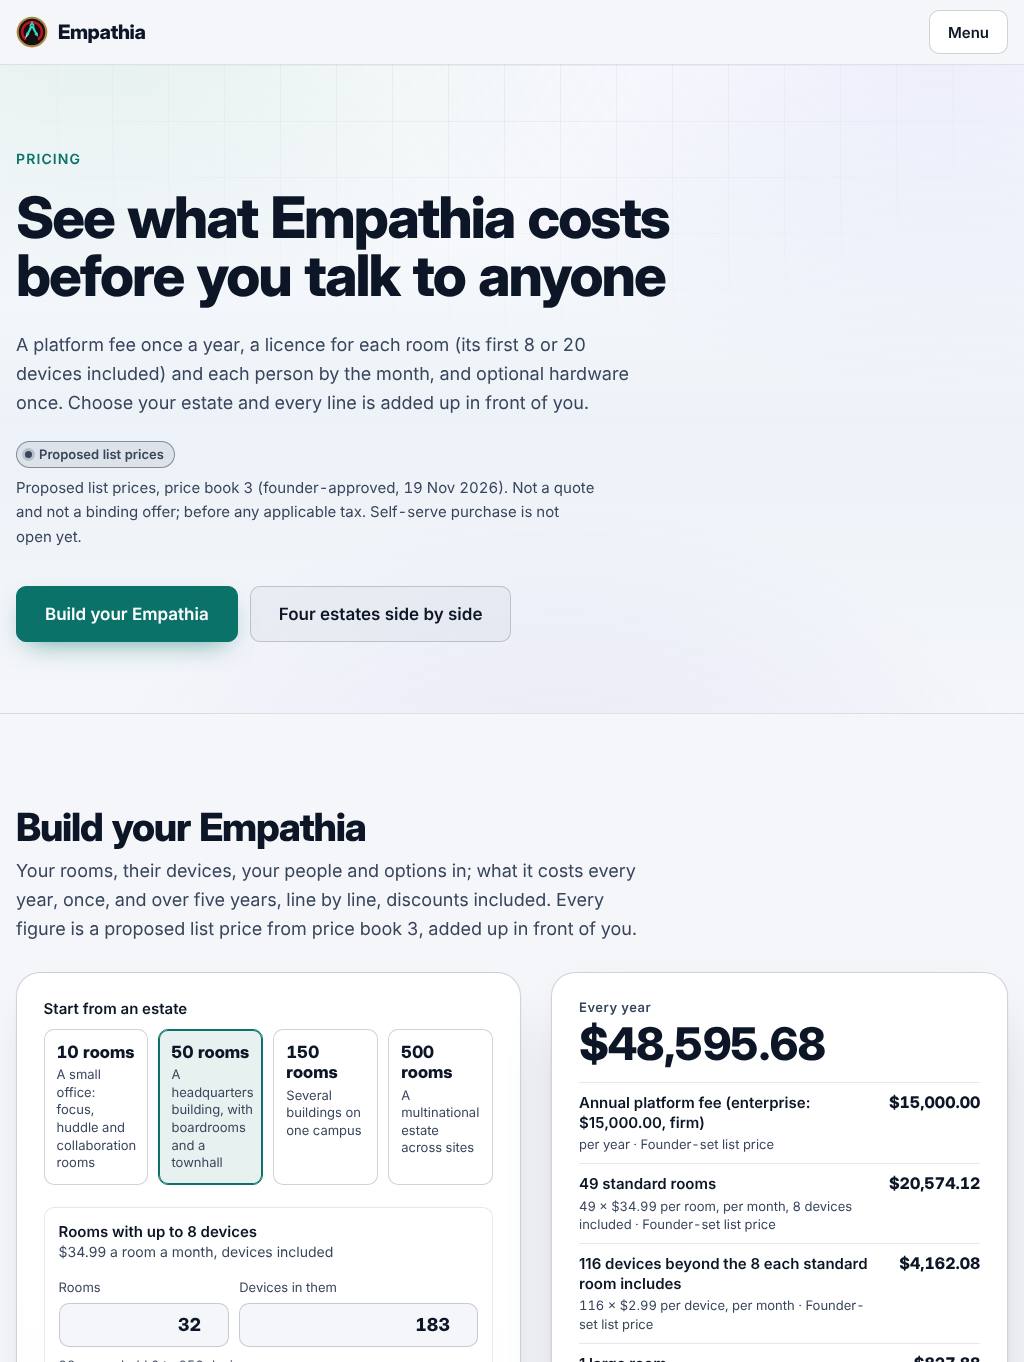 Empathia
Menu
PRICING
See what Empathia costs
before you talk to anyone
A platform fee once a year, a licence for each room (its first 8 or 20
devices included) and each person by the month, and optional hardware
once. Choose your estate and every line is added up in front of you.
Proposed list prices
Proposed list prices, price book 3 (founder-approved, 19 Nov 2026). Not a quote
and not a binding offer; before any applicable tax. Self-serve purchase is not
open yet.
Build your Empathia
Four estates side by side
Build your Empathia
Your rooms, their devices, your people and options in; what it costs every
year, once, and over five years, line by line, discounts included. Every
figure is a proposed list price from price book 3, added up in front of you.
Start from an estate
10 rooms
A small
office:
focus,
huddle and
collaboration
rooms
50 rooms
A
headquarters
building, with
boardrooms
and a
townhall
150
rooms
Several
buildings on
one campus
500
rooms
A
multinational
estate
across sites
Rooms with up to 8 devices
$34.99 a room a month, devices included
Rooms
Devices in them
32
183
Every year
$48,595.68
Annual platform fee (enterprise:
$15,000.00, firm)
$15,000.00
per year · Founder-set list price
49 standard rooms
$20,574.12
49 × $34.99 per room, per month, 8 devices
included · Founder-set list price
116 devices beyond the 8 each standard
room includes
$4,162.08
116 × $2.99 per device, per month · Founder-
set list price